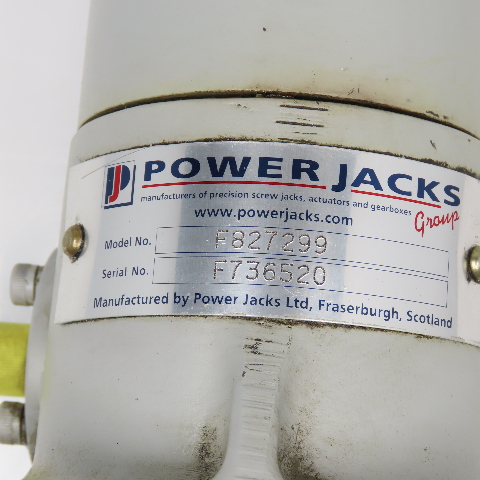 PJ POWER JACKS
manufacturers of precision screw jacks, actuators and gearboxes
Group
www.powerjacks.com
Model No. F827299
Serial No. F736520
Manufactured by Power Jacks Ltd, Fraserburgh, Scotland